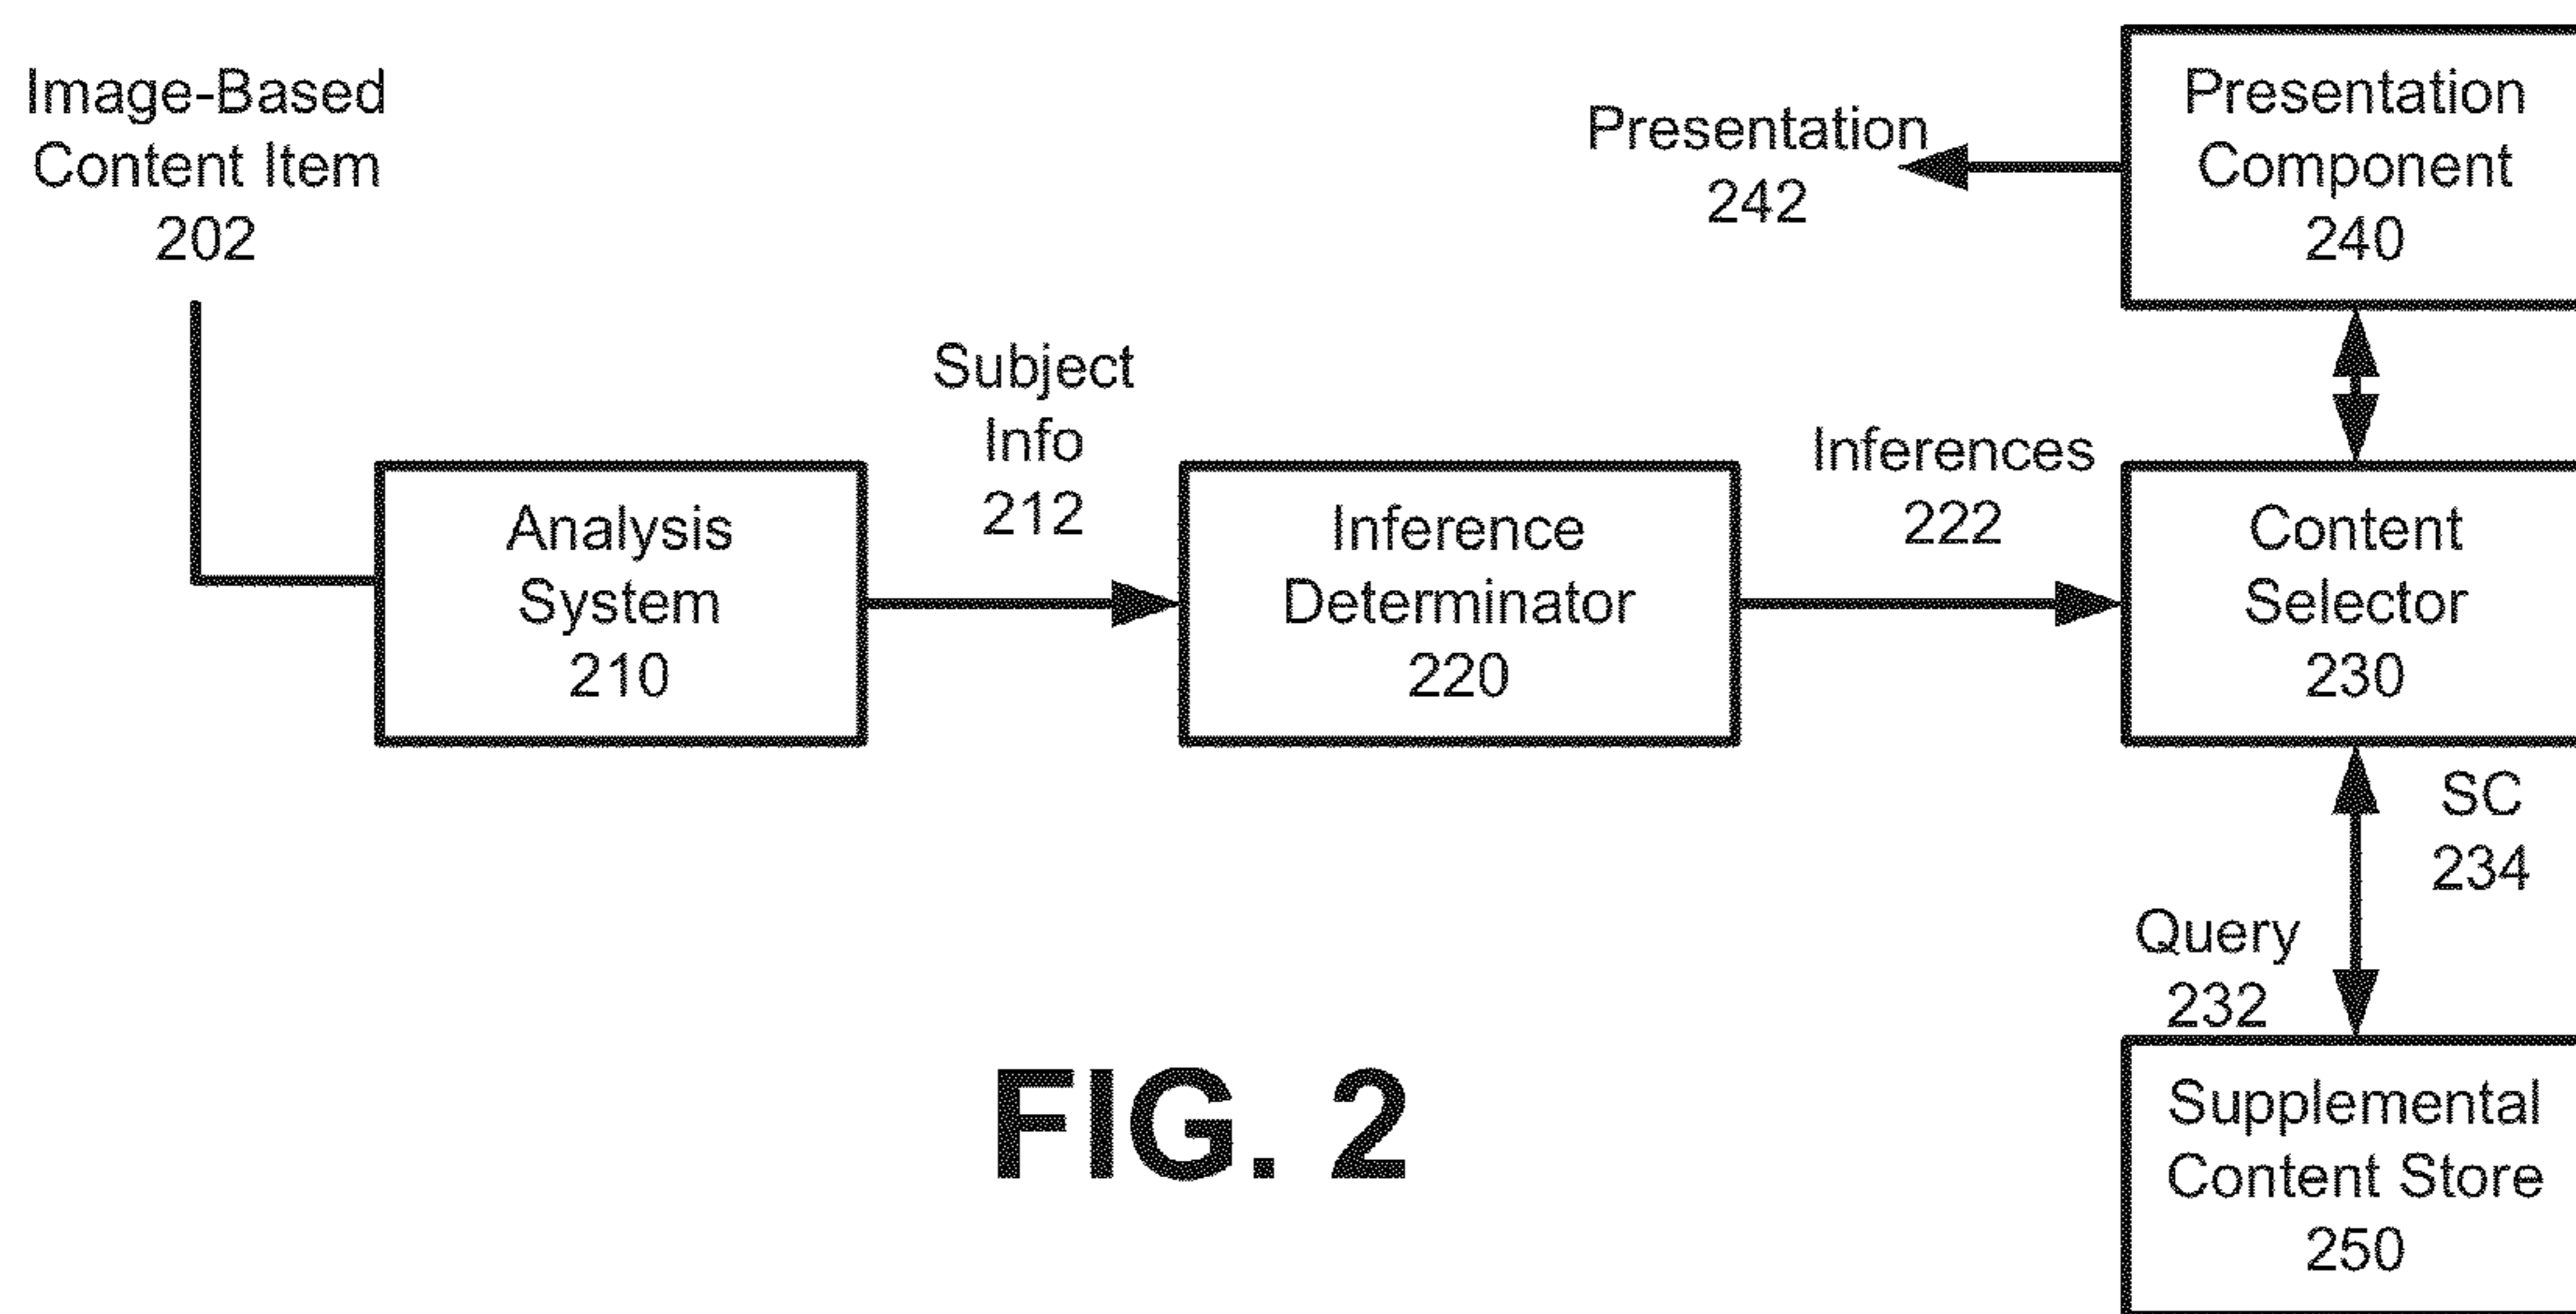 Image-Based
Content Item
202
Presentation
242
Presentation
Component
240
Subject
Info
212
Inferences
222
Analysis
System
210
Inference
Determinator
220
Content
Selector
230
SC
234
Query
232
Supplemental
Content Store
250
FIG. 2